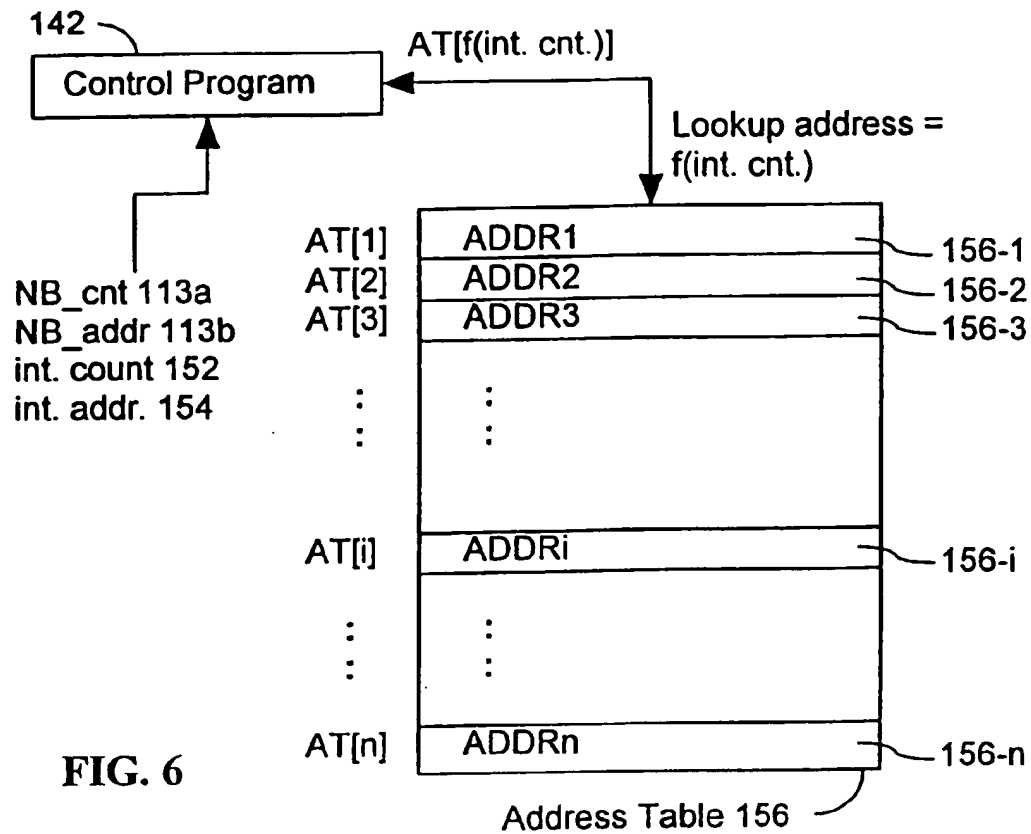 142
AT[f(int. cnt.)]
Control Program
Lookup address =
f(int. cnt.)
NB_cnt 113a
NB_addr 113b
int. count 152
int. addr. 154
AT[1] ADDR1 156-1
AT[2] ADDR2 156-2
AT[3] ADDR3 156-3
AT[i] ADDRi 156-i
AT[n] ADDRn 156-n
FIG. 6
Address Table 156